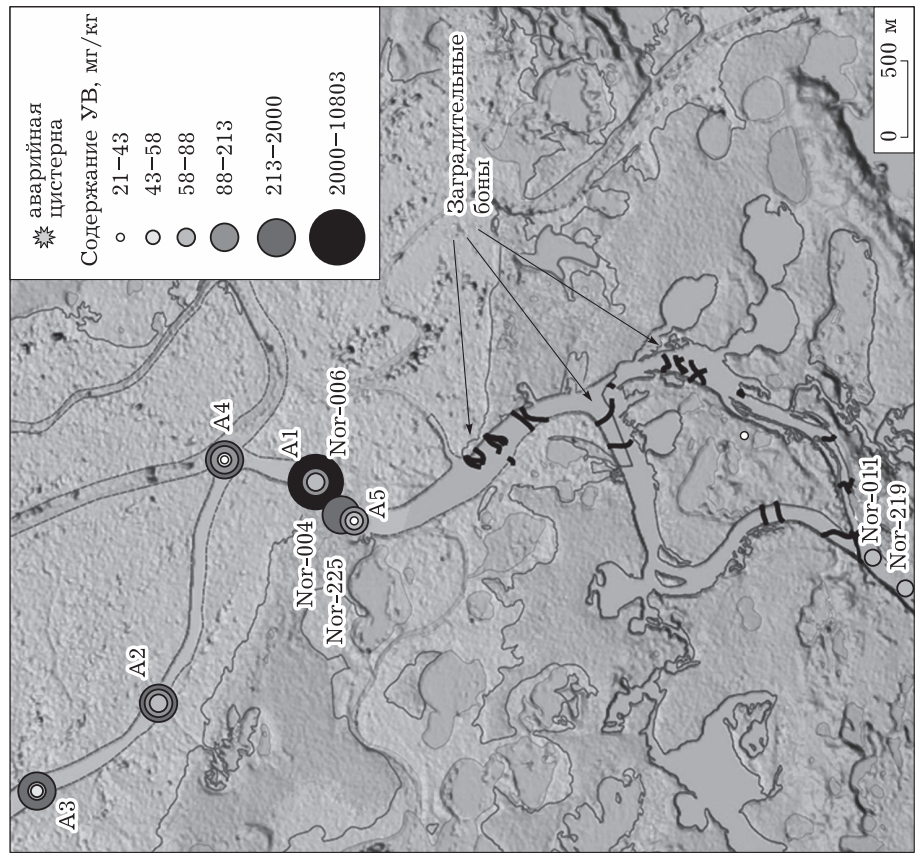 аварийная
цистерна
Содержание УВ, мг/кг
21–43
43–58
58–88
88–213
213–2000
2000–10803
Заградительные
боны
0 500 м
A4
A1
Nor-006
A5
Nor-004
Nor-225
A2
A3
Nor-011
Nor-219